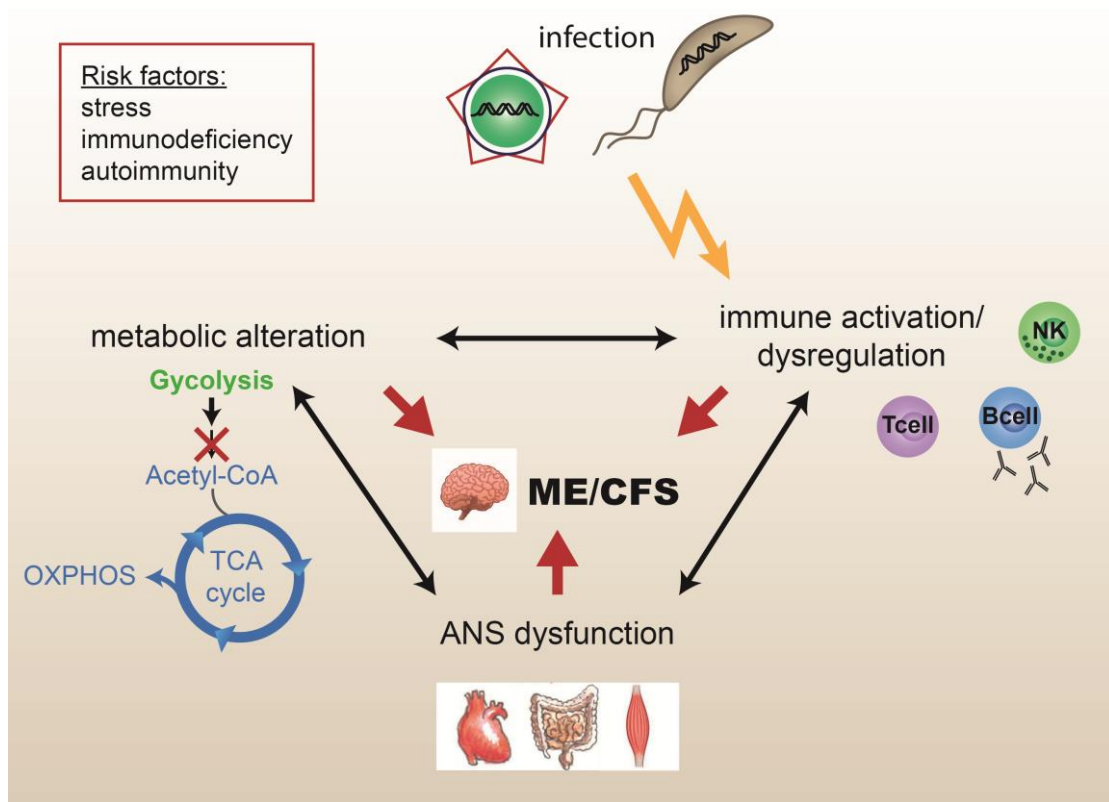 infection
Risk factors:
stress
immunodeficiency
autoimmunity
metabolic alteration
immune activation/
dysregulation
NK
Tcell
Bcell
Gycolysis
Acetyl-CoA
TCA
cycle
OXPHOS
ME/CFS
ANS dysfunction